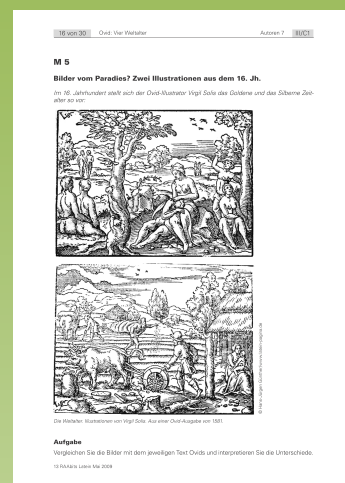 16 von 30
Ovid: Vier Weltalter
Autoren 7
III/C1
M 5
Bilder vom Paradies? Zwei Illustrationen aus dem 16. Jh.
Im 16. Jahrhundert stellt sich der Ovid-Illustrator Virgil Solis das Goldene und das Silberne Zeit-
alter so vor:
Die Weltalter. Illustrationen von Virgil Solis. Aus einer Ovid-Ausgabe von 1581.
Aufgabe
Vergleichen Sie die Bilder mit dem jeweiligen Text Ovids und interpretieren Sie die Unterschiede.
13 RAAbits Latein Mai 2009